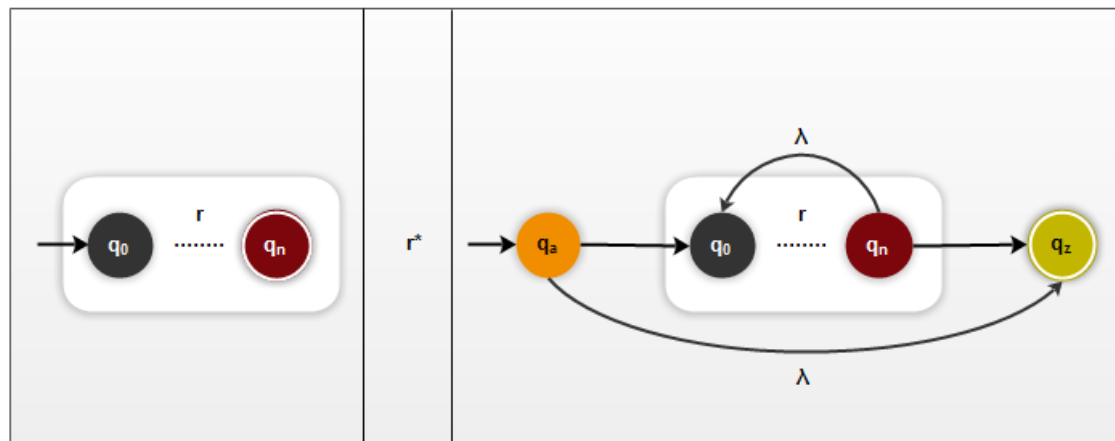 r
q0 ........ qn
r*
λ
r
qa q0 ........ qn qz
λ